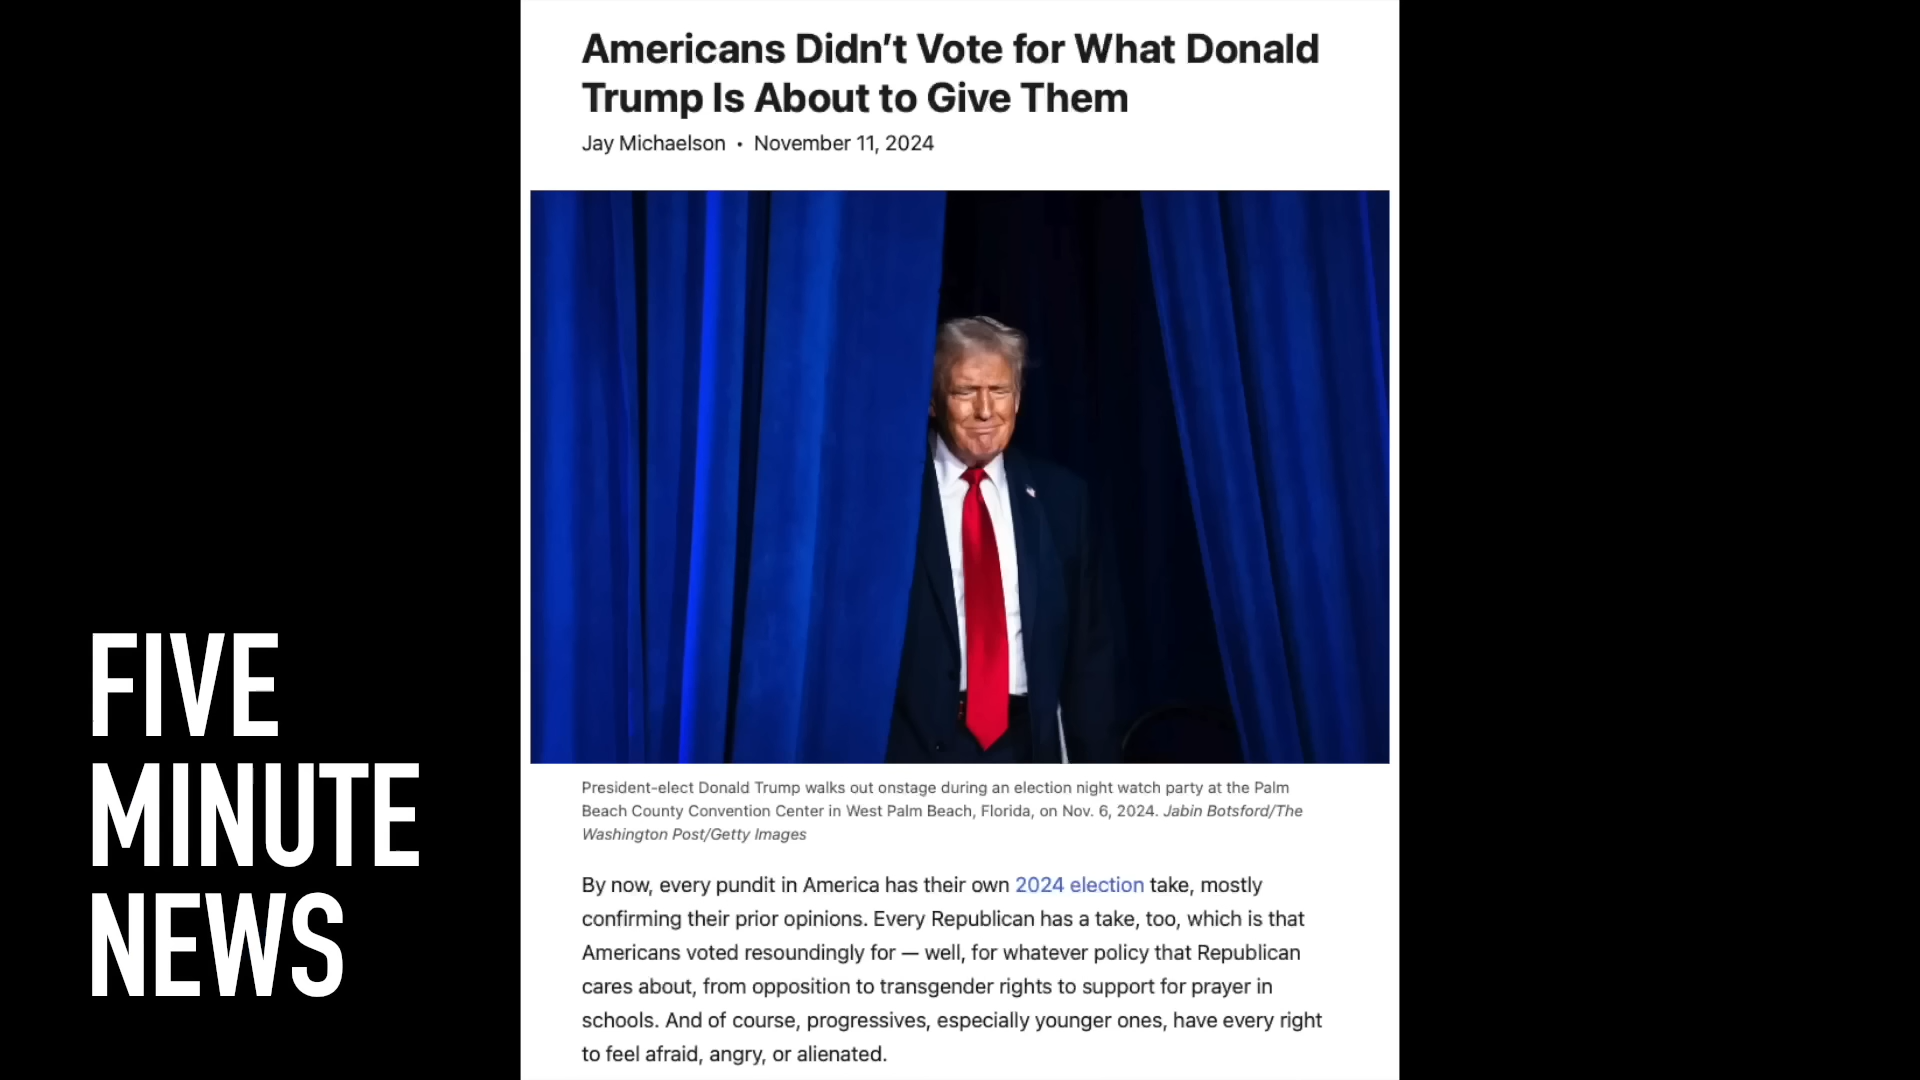 Americans Didn’t Vote for What Donald
Trump Is About to Give Them
Jay Michaelson • November 11, 2024
President-elect Donald Trump walks out onstage during an election night watch party at the Palm
Beach County Convention Center in West Palm Beach, Florida, on Nov. 6, 2024. Jabin Botsford/The
Washington Post/Getty Images
By now, every pundit in America has their own 2024 election take, mostly
confirming their prior opinions. Every Republican has a take, too, which is that
Americans voted resoundingly for — well, for whatever policy that Republican
cares about, from opposition to transgender rights to support for prayer in
schools. And of course, progressives, especially younger ones, have every right
to feel afraid, angry, or alienated.
FIVE
MINUTE
NEWS